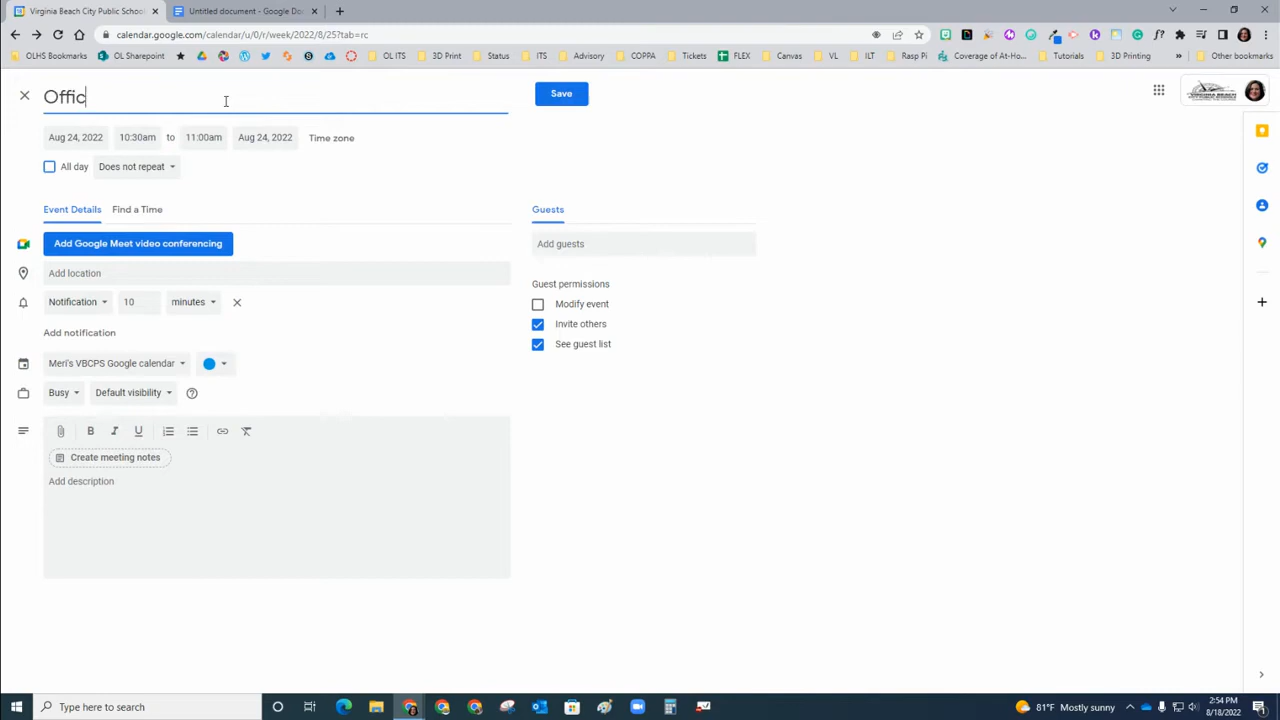 Virginia Beach City Public School
Untitled document - Google Doc
calendar.google.com/calendar/u/0/r/week/2022/8/25?tab=rc
OLHS Bookmarks
OL Sharepoint
OL ITS
3D Print
Status
ITS
Advisory
COPPA
Tickets
FLEX
Canvas
VL
ILT
Rasp Pi
Coverage of At-Ho...
Tutorials
3D Printing
Other bookmarks
Offic
Save
Aug 24, 2022 10:30am to 11:00am Aug 24, 2022 Time zone
All day Does not repeat
Event Details Find a Time
Guests
Add Google Meet video conferencing
Add guests
Add location
Guest permissions
Notification 10 minutes
Modify event
Invite others
Add notification
See guest list
Meri's VBCPS Google calendar
Busy Default visibility
B I U
Create meeting notes
Add description
Type here to search
81°F Mostly sunny
2:54 PM
8/18/2022